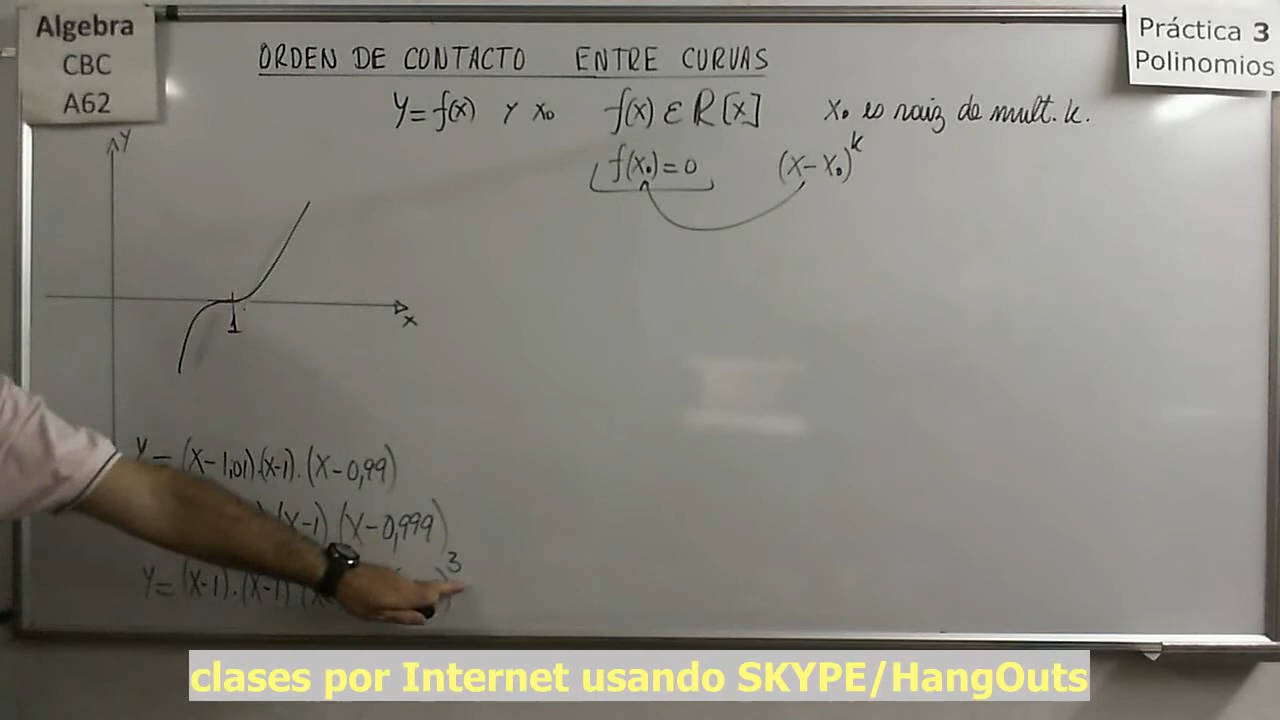 Algebra
CBC
A62
Práctica 3
Polinomios
ORDEN DE CONTACTO ENTRE CURVAS
Y=f(x) y x₀ f(x) ∈ R[x] x₀ es raiz de mult. k.
f(x₀)=0 (x-x₀)ᵏ
Y
x
1
Y=(x-1,01).(x-1).(x-0,99)
(x-1).(x-0,999)
Y=(x-1).(x-1) )³
clases por Internet usando SKYPE/HangOuts